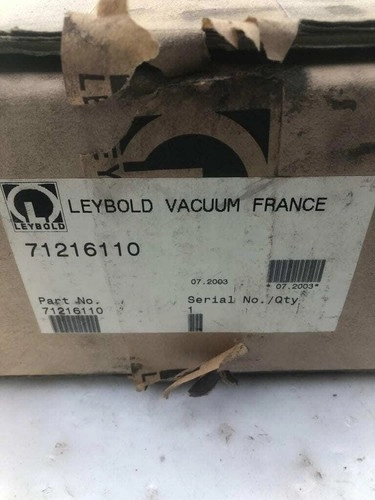 LEYBOLD VACUUM FRANCE
LEYBOLD
71216110
07.2003
* 07.2003*
Part No.
Serial No./Qty
71216110
1